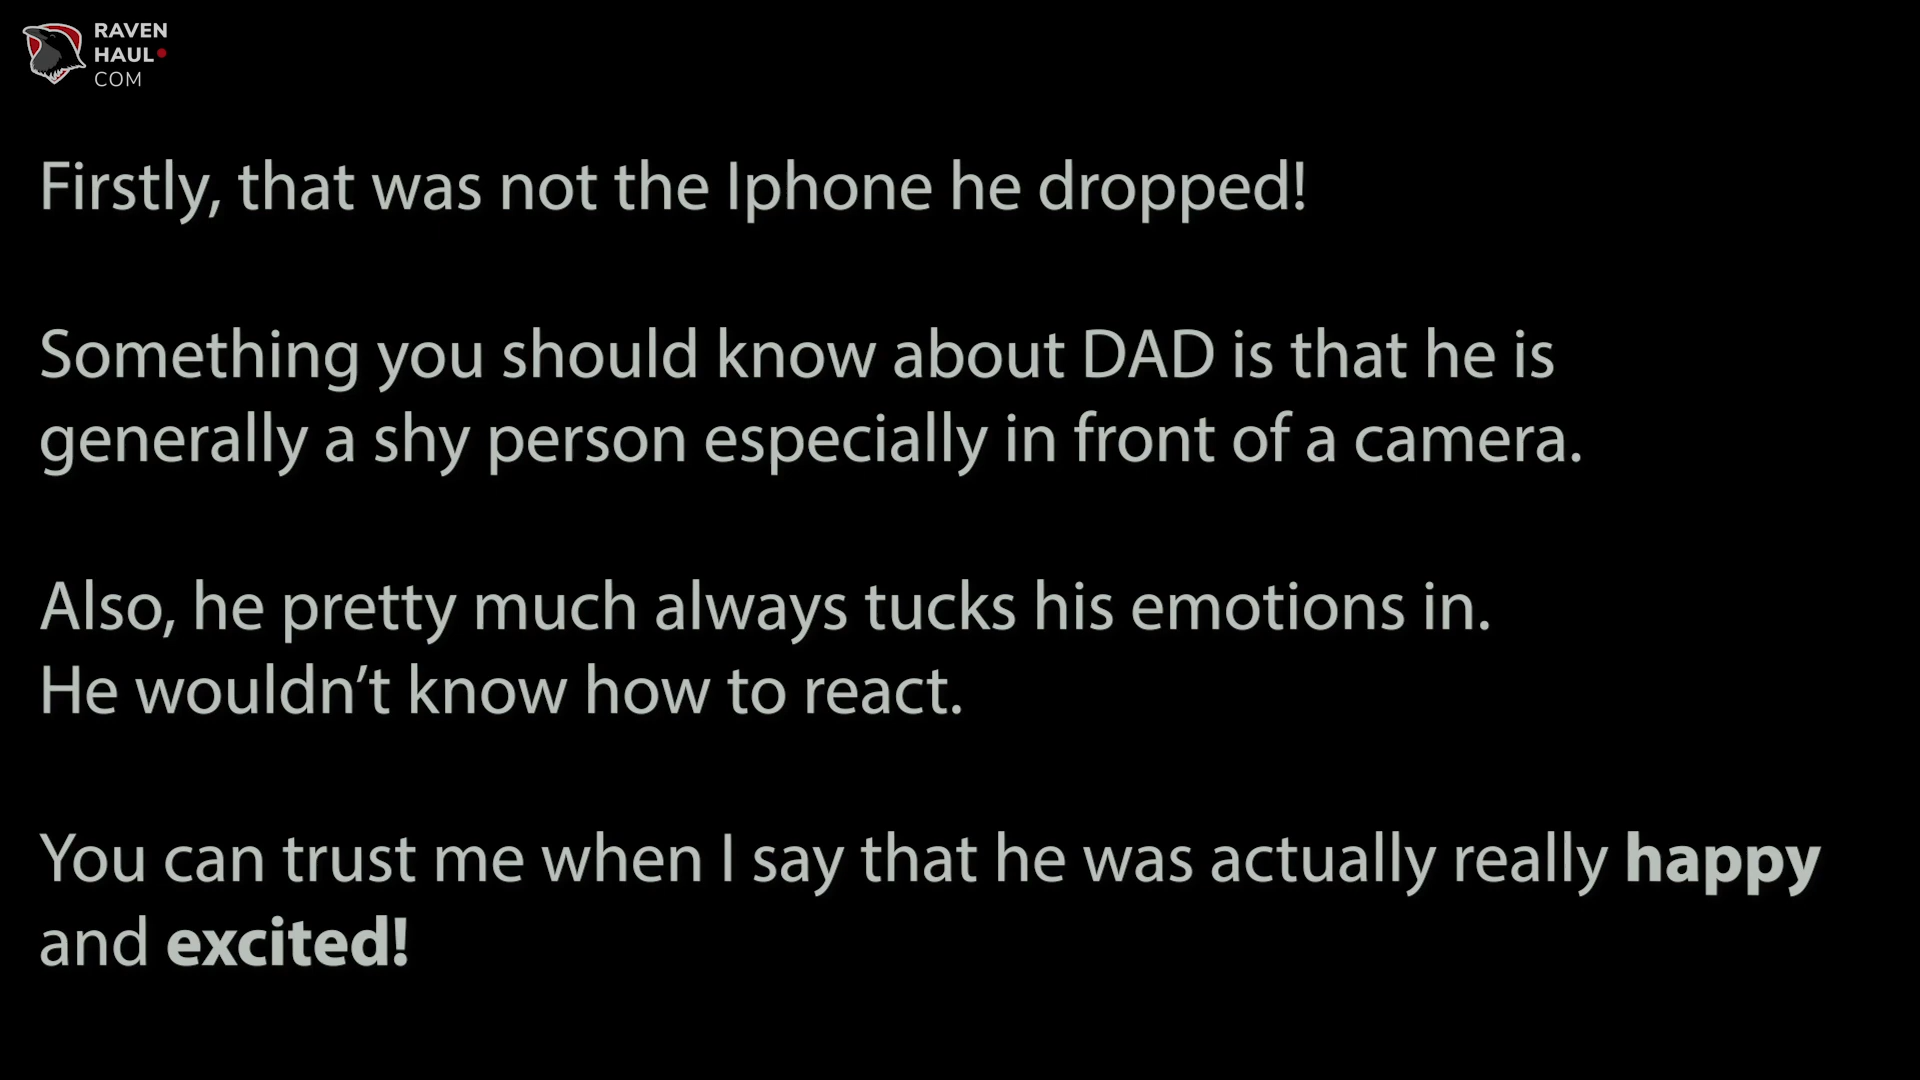 RAVEN
HAUL
COM
Firstly, that was not the Iphone he dropped!
Something you should know about DAD is that he is
generally a shy person especially in front of a camera.
Also, he pretty much always tucks his emotions in.
He wouldn’t know how to react.
You can trust me when I say that he was actually really happy
and excited!